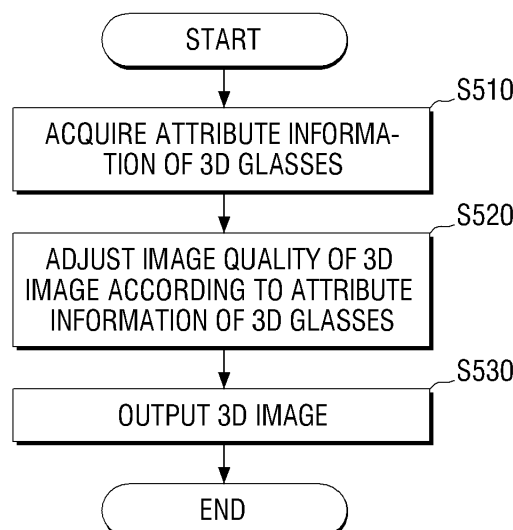 START
S510
ACQUIRE ATTRIBUTE INFORMA-
TION OF 3D GLASSES
S520
ADJUST IMAGE QUALITY OF 3D
IMAGE ACCORDING TO ATTRIBUTE
INFORMATION OF 3D GLASSES
S530
OUTPUT 3D IMAGE
END